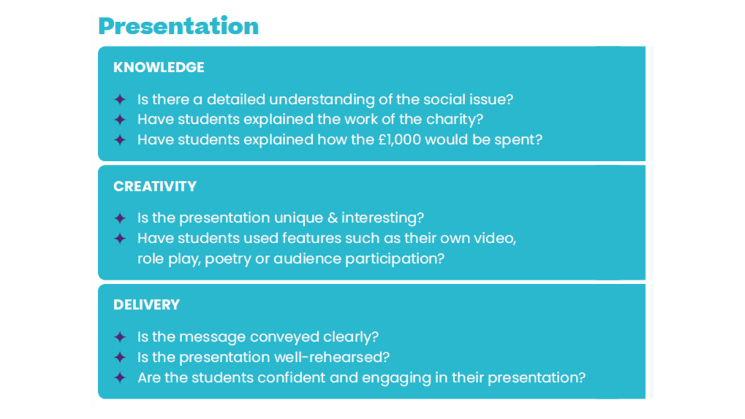 Presentation
KNOWLEDGE
Is there a detailed understanding of the social issue?
Have students explained the work of the charity?
Have students explained how the £1,000 would be spent?
CREATIVITY
Is the presentation unique & interesting?
Have students used features such as their own video,
role play, poetry or audience participation?
DELIVERY
Is the message conveyed clearly?
Is the presentation well-rehearsed?
Are the students confident and engaging in their presentation?